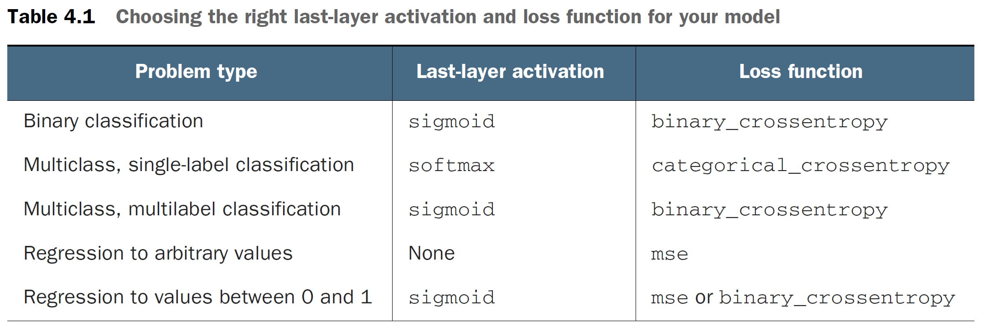 Table 4.1 Choosing the right last-layer activation and loss function for your model
Problem type Last-layer activation Loss function
Binary classification sigmoid binary_crossentropy
Multiclass, single-label classification softmax categorical_crossentropy
Multiclass, multilabel classification sigmoid binary_crossentropy
Regression to arbitrary values None mse
Regression to values between 0 and 1 sigmoid mse or binary_crossentropy